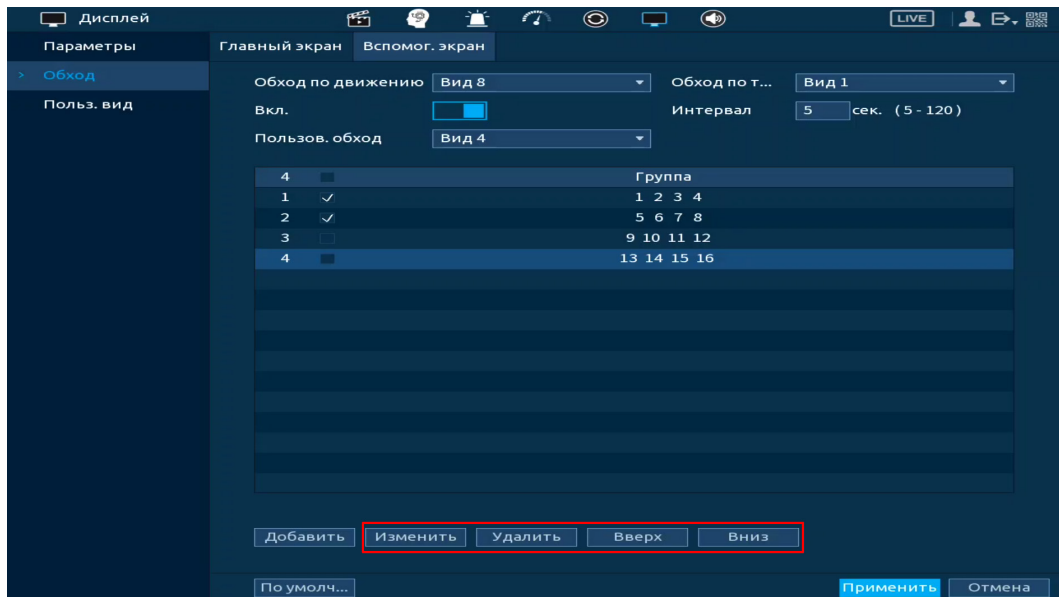 Дисплей LIVE
Параметры
Обход
Польз. вид
Главный экран Вспомог. экран
Обход по движению Вид 8 Обход по т... Вид 1
Вкл. Интервал 5 сек. (5-120)
Пользов. обход Вид 4
4 Группа
1 1 2 3 4
2 5 6 7 8
3 9 10 11 12
4 13 14 15 16
Добавить Изменить Удалить Вверх Вниз
По умолч... Применить Отмена